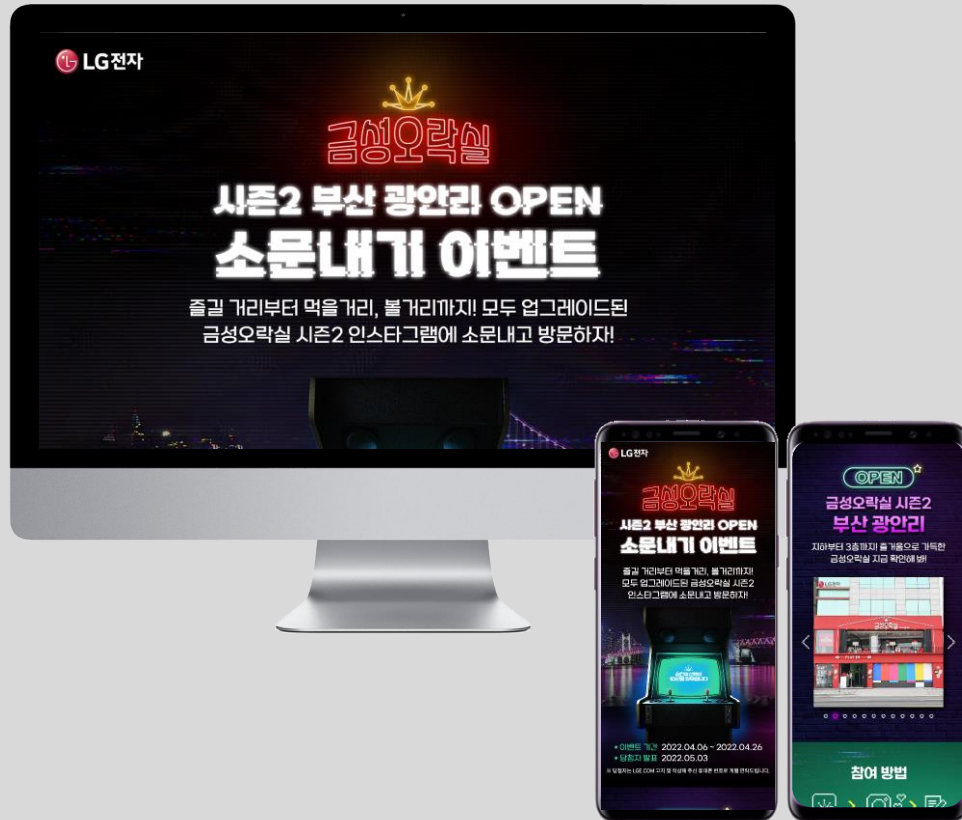 LG전자
금성오락실
시즌2 부산 광안리 OPEN
소문내기 이벤트
즐길 거리부터 먹을거리, 볼거리까지! 모두 업그레이드된
금성오락실 시즌2 인스타그램에 소문내고 방문하자!
LG전자
금성오락실
시즌2 부산 광안리 OPEN
소문내기 이벤트
즐길 거리부터 먹을거리, 볼거리까지!
모두 업그레이드된 금성오락실 시즌2
인스타그램에 소문내고 방문하자!
이벤트 기간 2022.04.06 ~ 2022.04.26
당첨자 발표 2022.05.03
OPEN
금성오락실 시즌2
부산 광안리
지하부터 3층까지! 즐거움으로 가득한
금성오락실 지금 확인해 봐!
LG전자
금성오락실
참여 방법